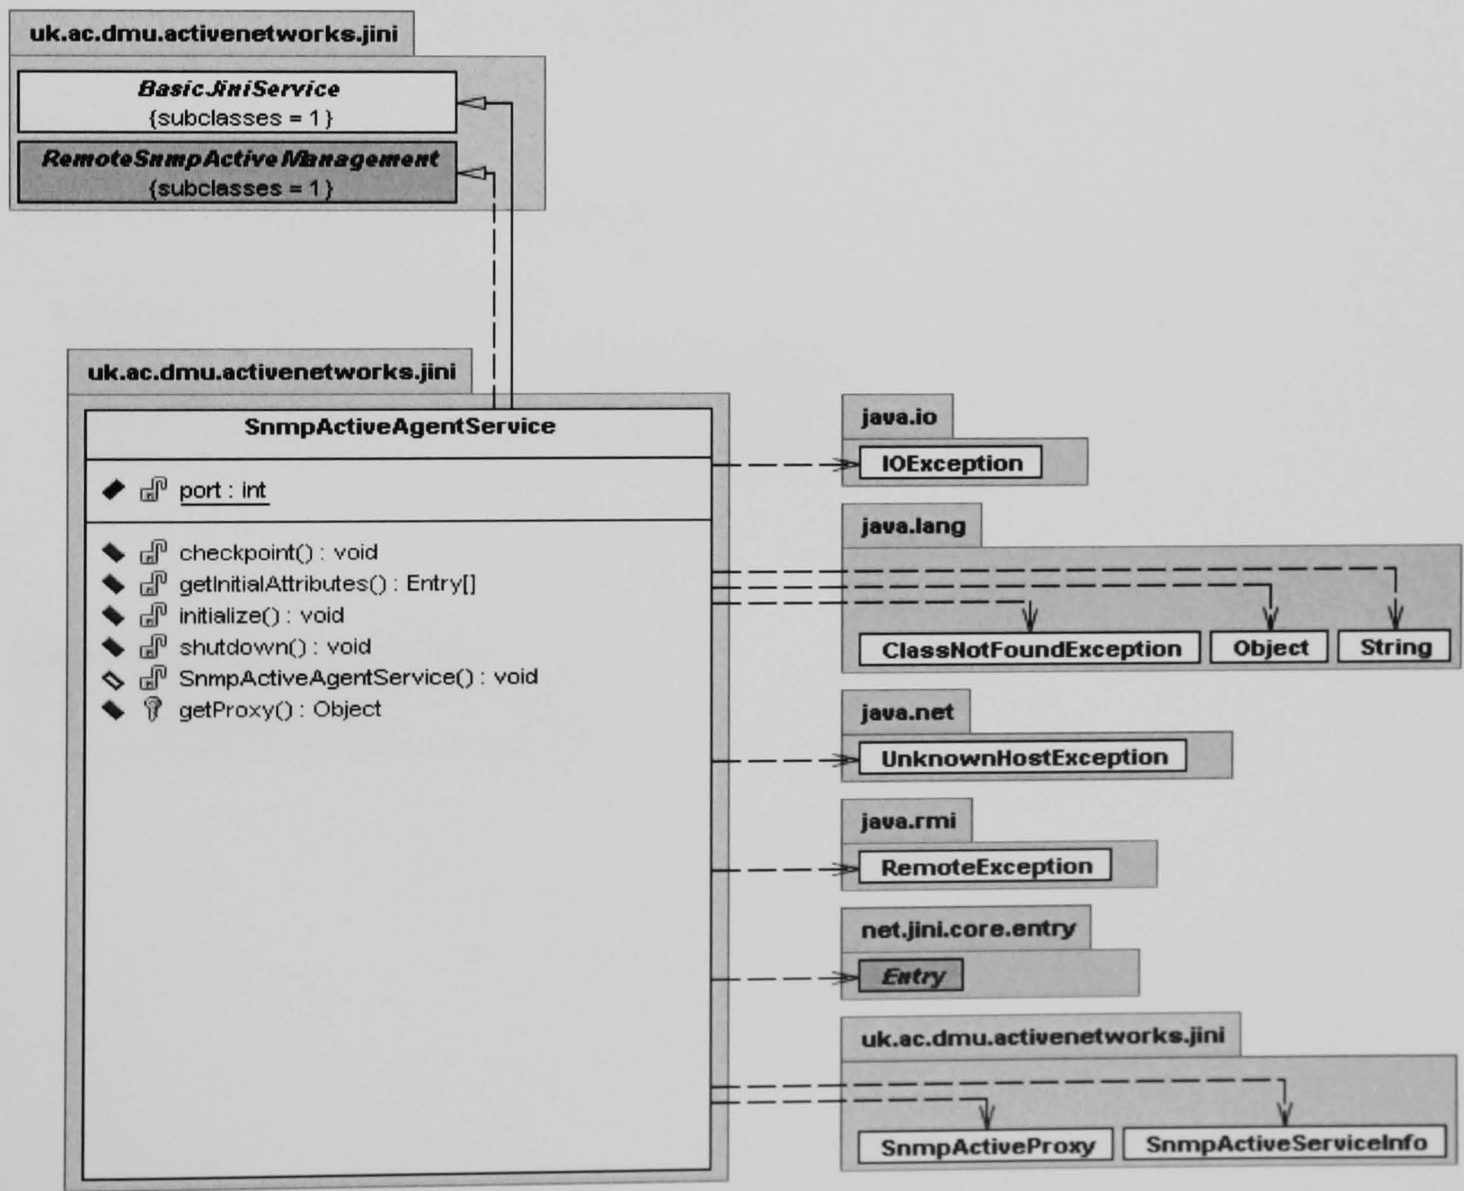 uk.ac.dmu.activenetworks.jini
BasicJiniService
{subclasses = 1}
RemoteSnmpActiveManagement
{subclasses = 1}
uk.ac.dmu.activenetworks.jini
SnmpActiveAgentService
port : int
checkpoint() : void
getInitialAttributes() : Entry[]
initialize() : void
shutdown() : void
SnmpActiveAgentService() : void
getProxy() : Object
java.io
IOException
java.lang
ClassNotFoundException Object String
java.net
UnknownHostException
java.rmi
RemoteException
net.jini.core.entry
Entry
uk.ac.dmu.activenetworks.jini
SnmpActiveProxy SnmpActiveServiceInfo